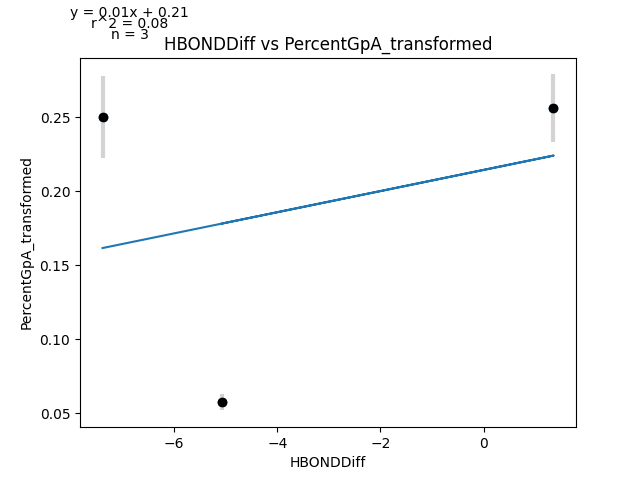 y = 0.01x + 0.21
r^2 = 0.08
n = 3
HBONDDiff vs PercentGpA_transformed
PercentGpA_transformed
0.25
0.20
0.15
0.10
0.05
−6
−4
−2
0
HBONDDiff